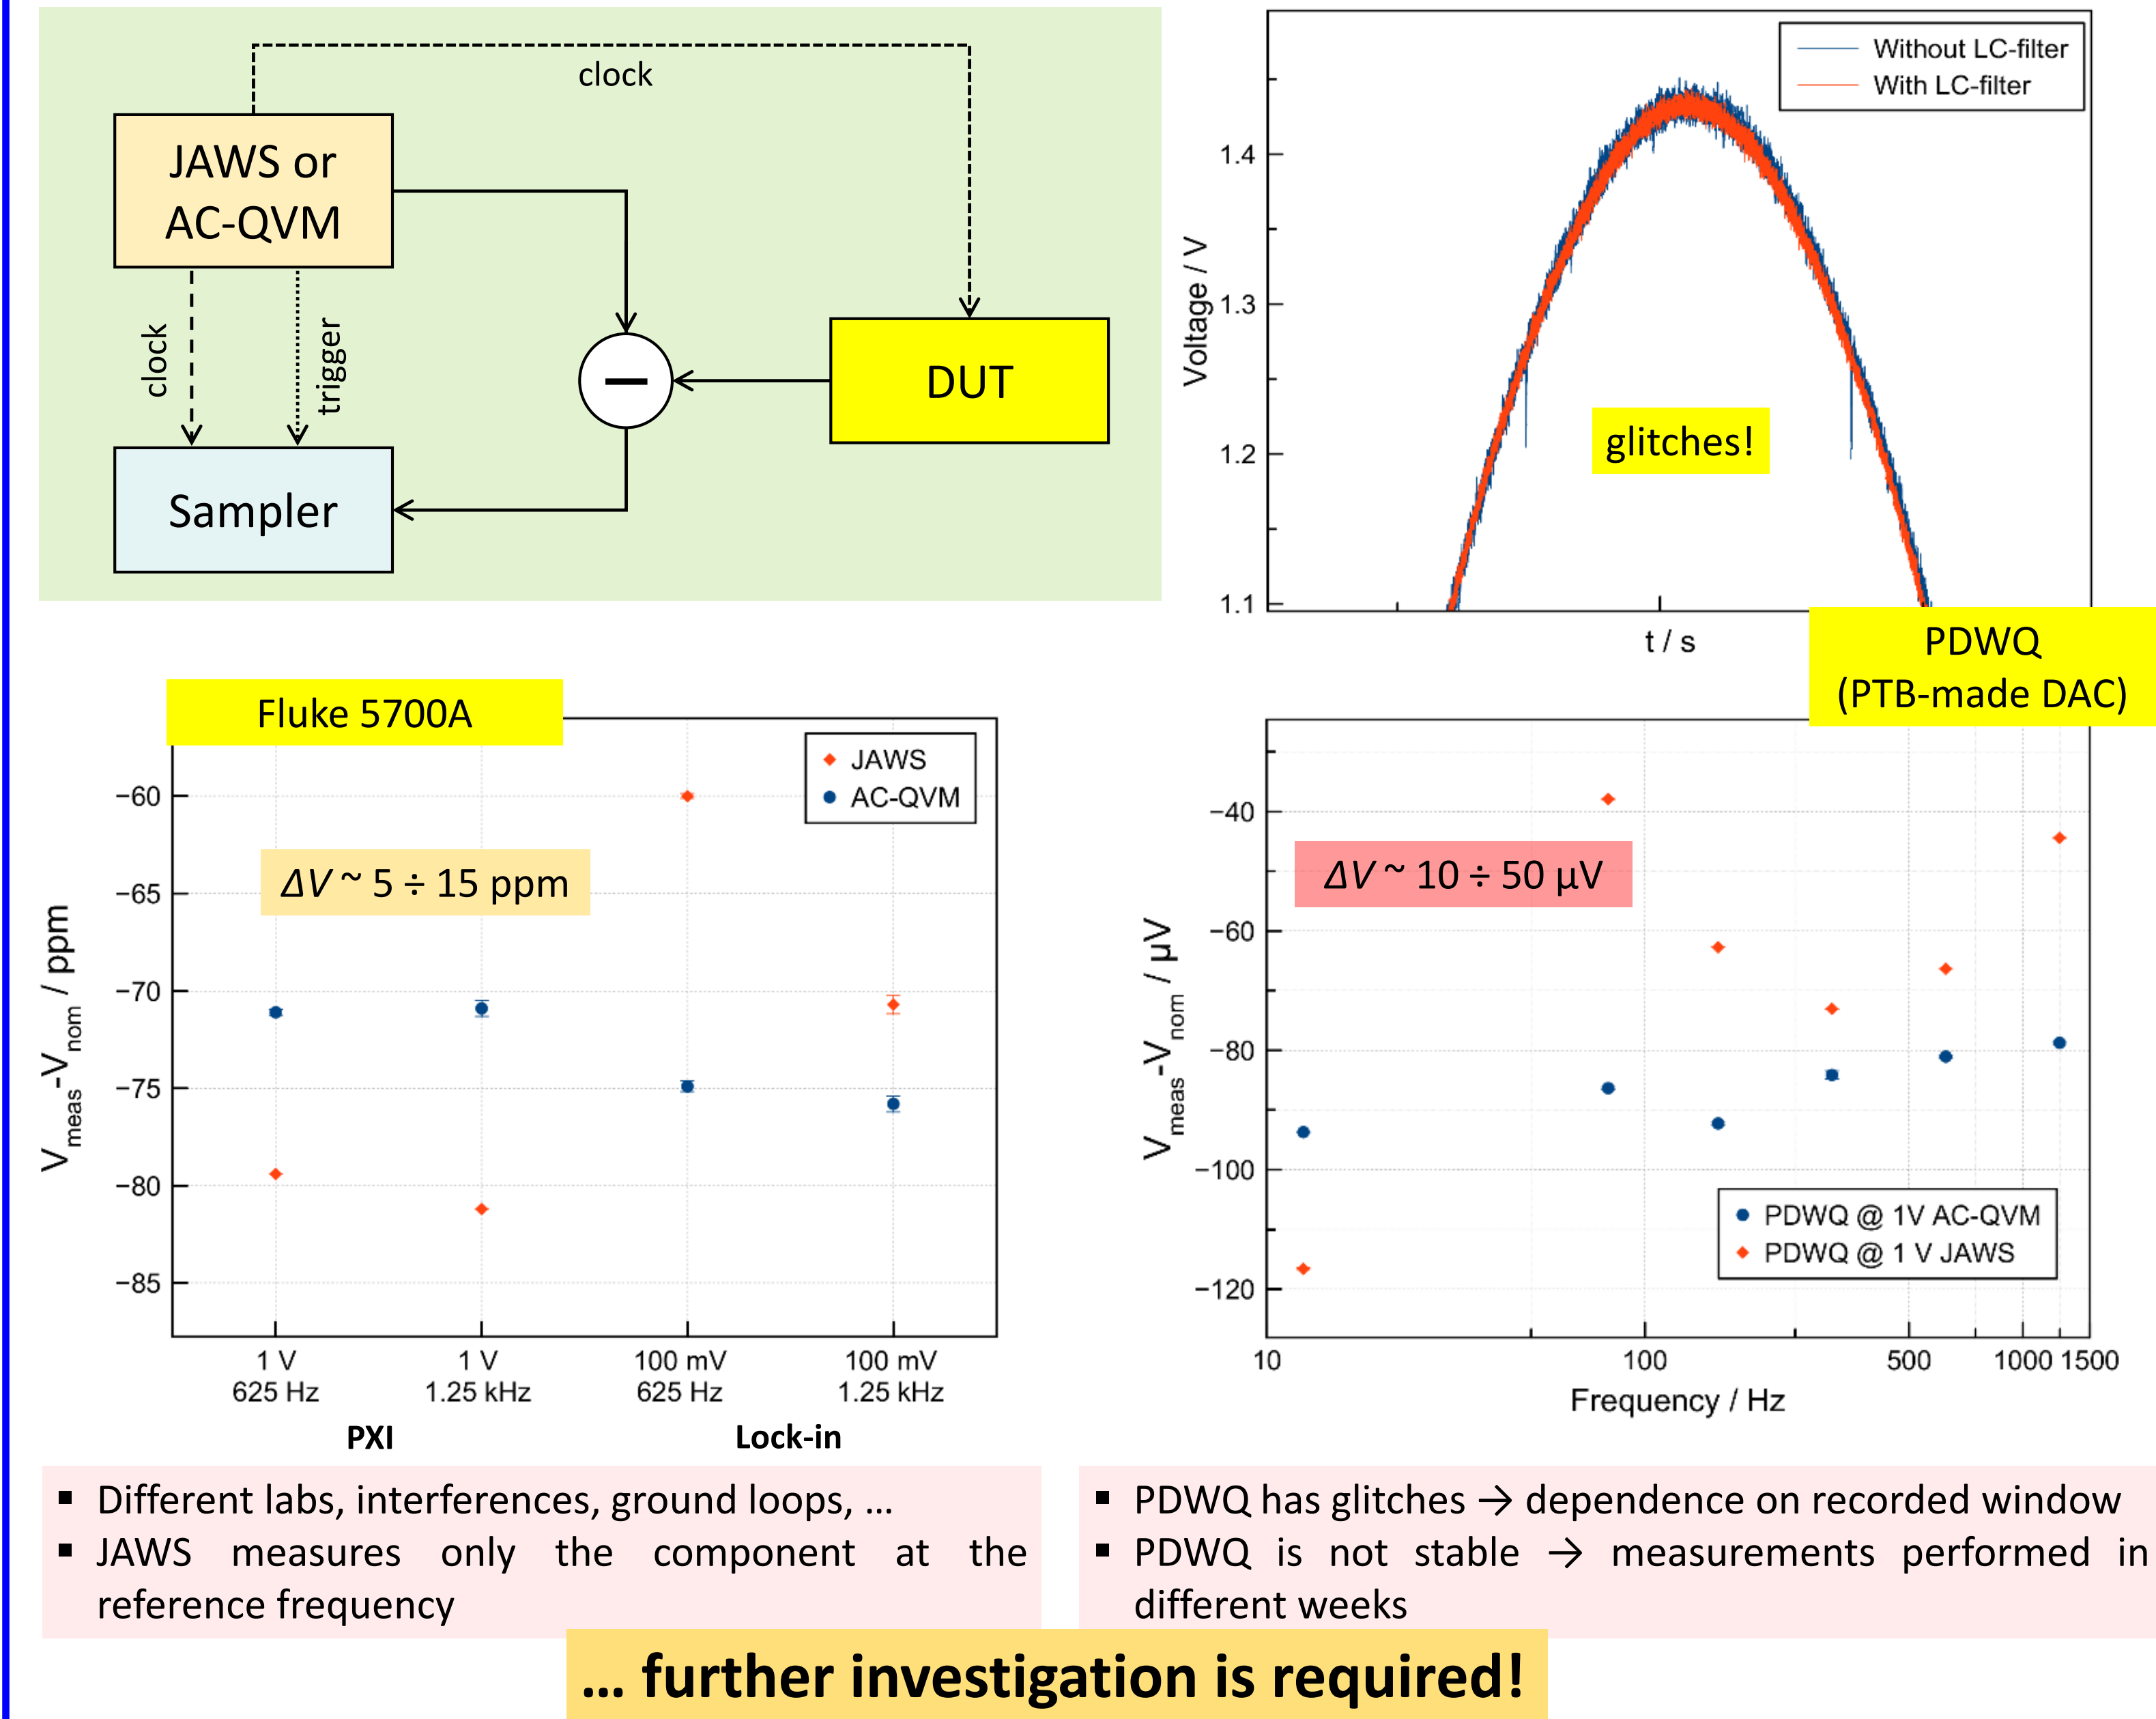 clock
JAWS or
AC-QVM
clock
trigger
DUT
Sampler
Without LC-filter
With LC-filter
Voltage / V
1.4
1.3
1.2
1.1
glitches!
t / s
PDWQ
(PTB-made DAC)
Fluke 5700A
JAWS
AC-QVM
ΔV ~ 5 ÷ 15 ppm
Vmeas-Vnom / ppm
−60
−65
−70
−75
−80
−85
1 V
625 Hz
1 V
1.25 kHz
100 mV
625 Hz
100 mV
1.25 kHz
PXI
Lock-in
ΔV ~ 10 ÷ 50 µV
Vmeas-Vnom / µV
−40
−60
−80
−100
−120
PDWQ @ 1V AC-QVM
PDWQ @ 1 V JAWS
10
100
500
1000
1500
Frequency / Hz
▪ Different labs, interferences, ground loops, ...
▪ JAWS measures only the component at the
reference frequency
▪ PDWQ has glitches → dependence on recorded window
▪ PDWQ is not stable → measurements performed in
different weeks
... further investigation is required!